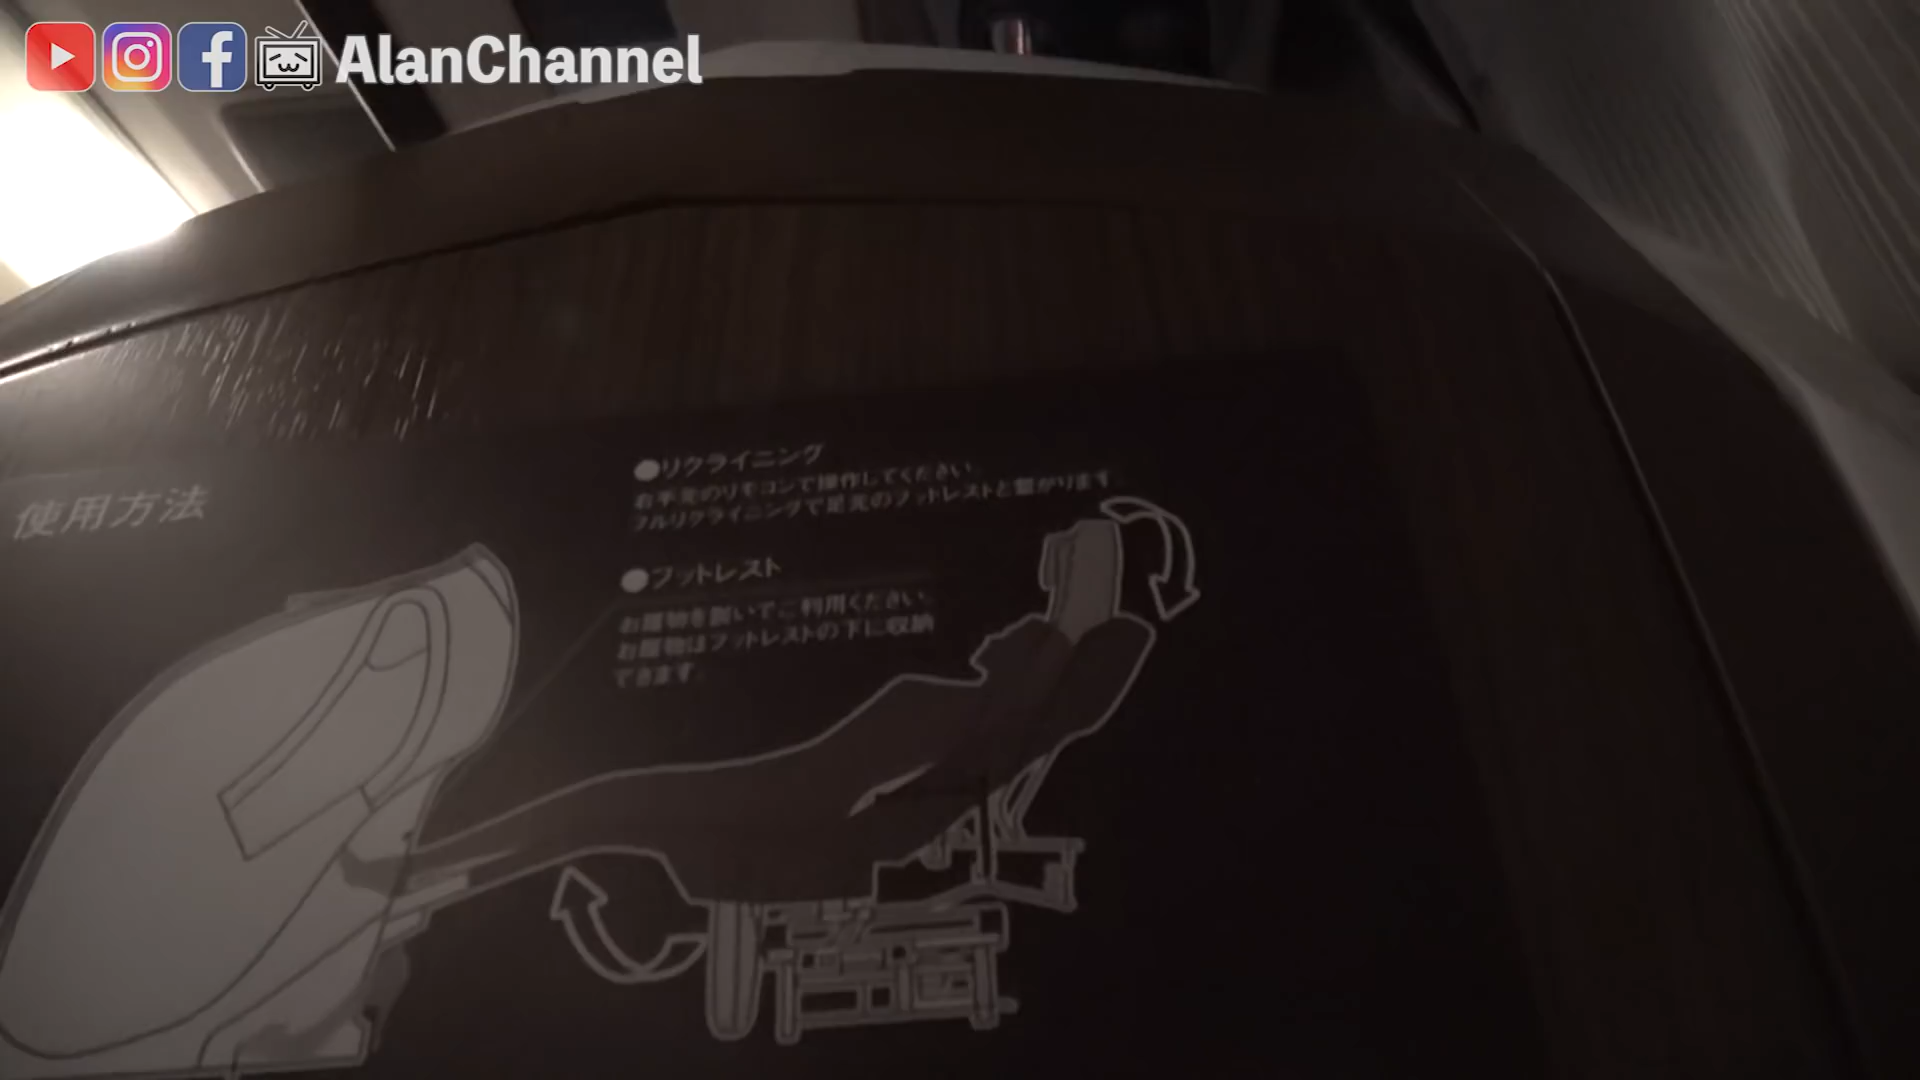 AlanChannel
使用方法
●リクライニング
お手元のリモコンで操作してください。
フルリクライニングで足元のフットレストと繋がります。
●フットレスト
お履物を脱いでご利用ください。
お履物はフットレストの下に収納
できます。